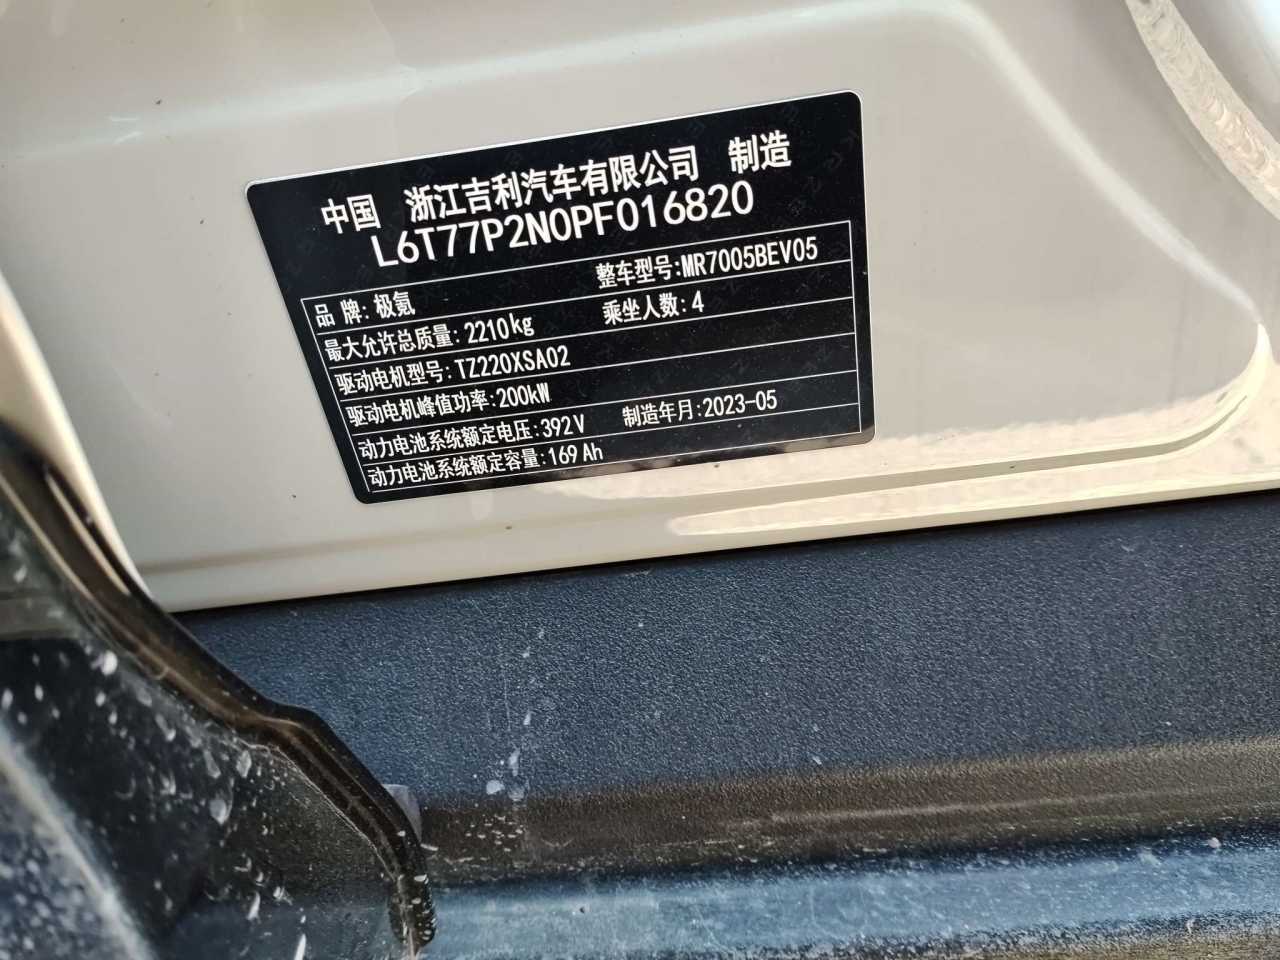 中国 浙江吉利汽车有限公司 制造
L6T77P2N0PF016820
品牌:极氪 整车型号:MR7005BEV05
最大允许总质量:2210kg 乘坐人数:4
驱动电机型号:TZ220XSA02
驱动电机峰值功率:200kW
动力电池系统额定电压:392V 制造年月:2023-05
动力电池系统额定容量:169Ah